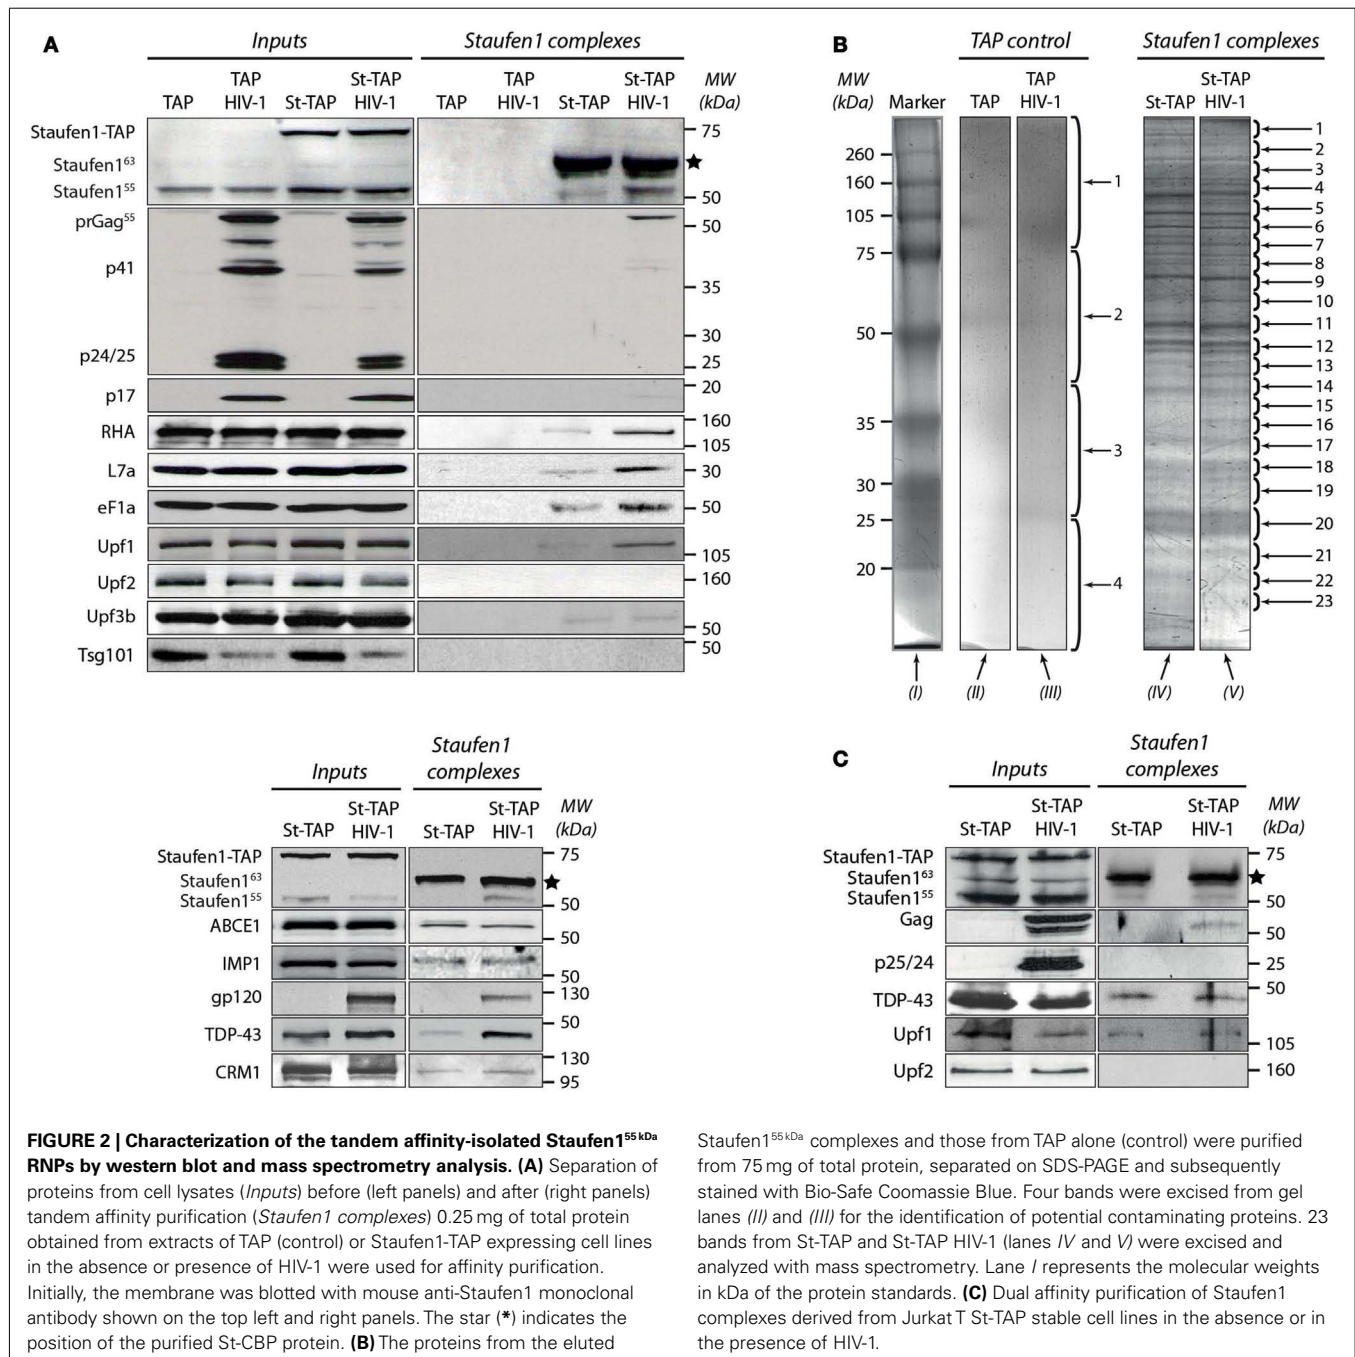 A
Inputs
Staufen1 complexes
TAP
TAP HIV-1
St-TAP
St-TAP HIV-1
TAP
TAP HIV-1
St-TAP
St-TAP HIV-1
MW (kDa)
Staufen1-TAP
75
Staufen1⁶³
★
Staufen1⁵⁵
50
prGag⁵⁵
50
p41
35
30
p24/25
25
p17
20
RHA
160
105
L7a
30
eF1a
50
Upf1
105
Upf2
160
Upf3b
50
Tsg101
50
Inputs
Staufen1 complexes
St-TAP
St-TAP HIV-1
St-TAP
St-TAP HIV-1
MW (kDa)
Staufen1-TAP
75
Staufen1⁶³
★
Staufen1⁵⁵
50
ABCE1
50
IMP1
50
gp120
130
TDP-43
50
CRM1
130
95
B
TAP control
Staufen1 complexes
MW (kDa)
Marker
TAP
TAP HIV-1
St-TAP
St-TAP HIV-1
260
160
105
75
50
35
30
25
20
1
2
3
4
1
2
3
4
5
6
7
8
9
10
11
12
13
14
15
16
17
18
19
20
21
22
23
(I)
(II)
(III)
(IV)
(V)
C
Inputs
Staufen1 complexes
St-TAP
St-TAP HIV-1
St-TAP
St-TAP HIV-1
MW (kDa)
Staufen1-TAP
75
Staufen1⁶³
★
Staufen1⁵⁵
50
Gag
50
p25/24
25
TDP-43
50
Upf1
105
Upf2
160
FIGURE 2 | Characterization of the tandem affinity-isolated Staufen1⁵⁵ ᵏᴰᵃ
RNPs by western blot and mass spectrometry analysis. (A) Separation of
proteins from cell lysates (Inputs) before (left panels) and after (right panels)
tandem affinity purification (Staufen1 complexes) 0.25 mg of total protein
obtained from extracts of TAP (control) or Staufen1-TAP expressing cell lines
in the absence or presence of HIV-1 were used for affinity purification.
Initially, the membrane was blotted with mouse anti-Staufen1 monoclonal
antibody shown on the top left and right panels. The star (*) indicates the
position of the purified St-CBP protein. (B) The proteins from the eluted
Staufen1⁵⁵ ᵏᴰᵃ complexes and those from TAP alone (control) were purified
from 75 mg of total protein, separated on SDS-PAGE and subsequently
stained with Bio-Safe Coomassie Blue. Four bands were excised from gel
lanes (II) and (III) for the identification of potential contaminating proteins. 23
bands from St-TAP and St-TAP HIV-1 (lanes IV and V) were excised and
analyzed with mass spectrometry. Lane I represents the molecular weights
in kDa of the protein standards. (C) Dual affinity purification of Staufen1
complexes derived from Jurkat T St-TAP stable cell lines in the absence or in
the presence of HIV-1.